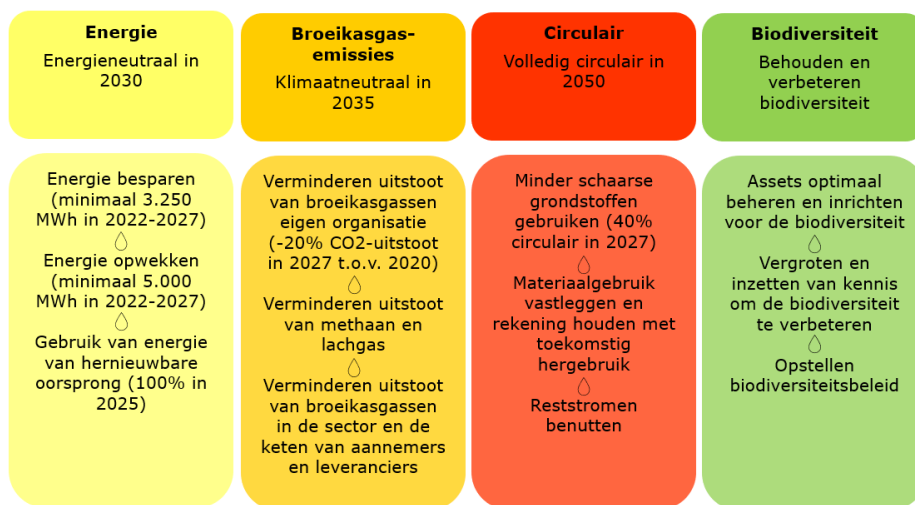 Energie
Energieneutraal in
2030
Broeikasgas-
emissies
Klimaatneutraal in
2035
Circulair
Volledig circulair in
2050
Biodiversiteit
Behouden en
verbeteren
biodiversiteit
Energie besparen
(minimaal 3.250
MWh in 2022-2027)
Energie opwekken
(minimaal 5.000
MWh in 2022-2027)
Gebruik van energie
van hernieuwbare
oorsprong (100% in
2025)
Verminderen uitstoot
van broeikasgassen
eigen organisatie
(-20% CO2-uitstoot
in 2027 t.o.v. 2020)
Verminderen uitstoot
van methaan en
lachgas
Verminderen uitstoot
van broeikasgassen
in de sector en de
keten van aannemers
en leveranciers
Minder schaarse
grondstoffen
gebruiken (40%
circulair in 2027)
Materiaalgebruik
vastleggen en
rekening houden met
toekomstig
hergebruik
Reststromen
benutten
Assets optimaal
beheren en inrichten
voor de biodiversiteit
Vergroten en
inzetten van kennis
om de biodiversiteit
te verbeteren
Opstellen
biodiversiteitsbeleid